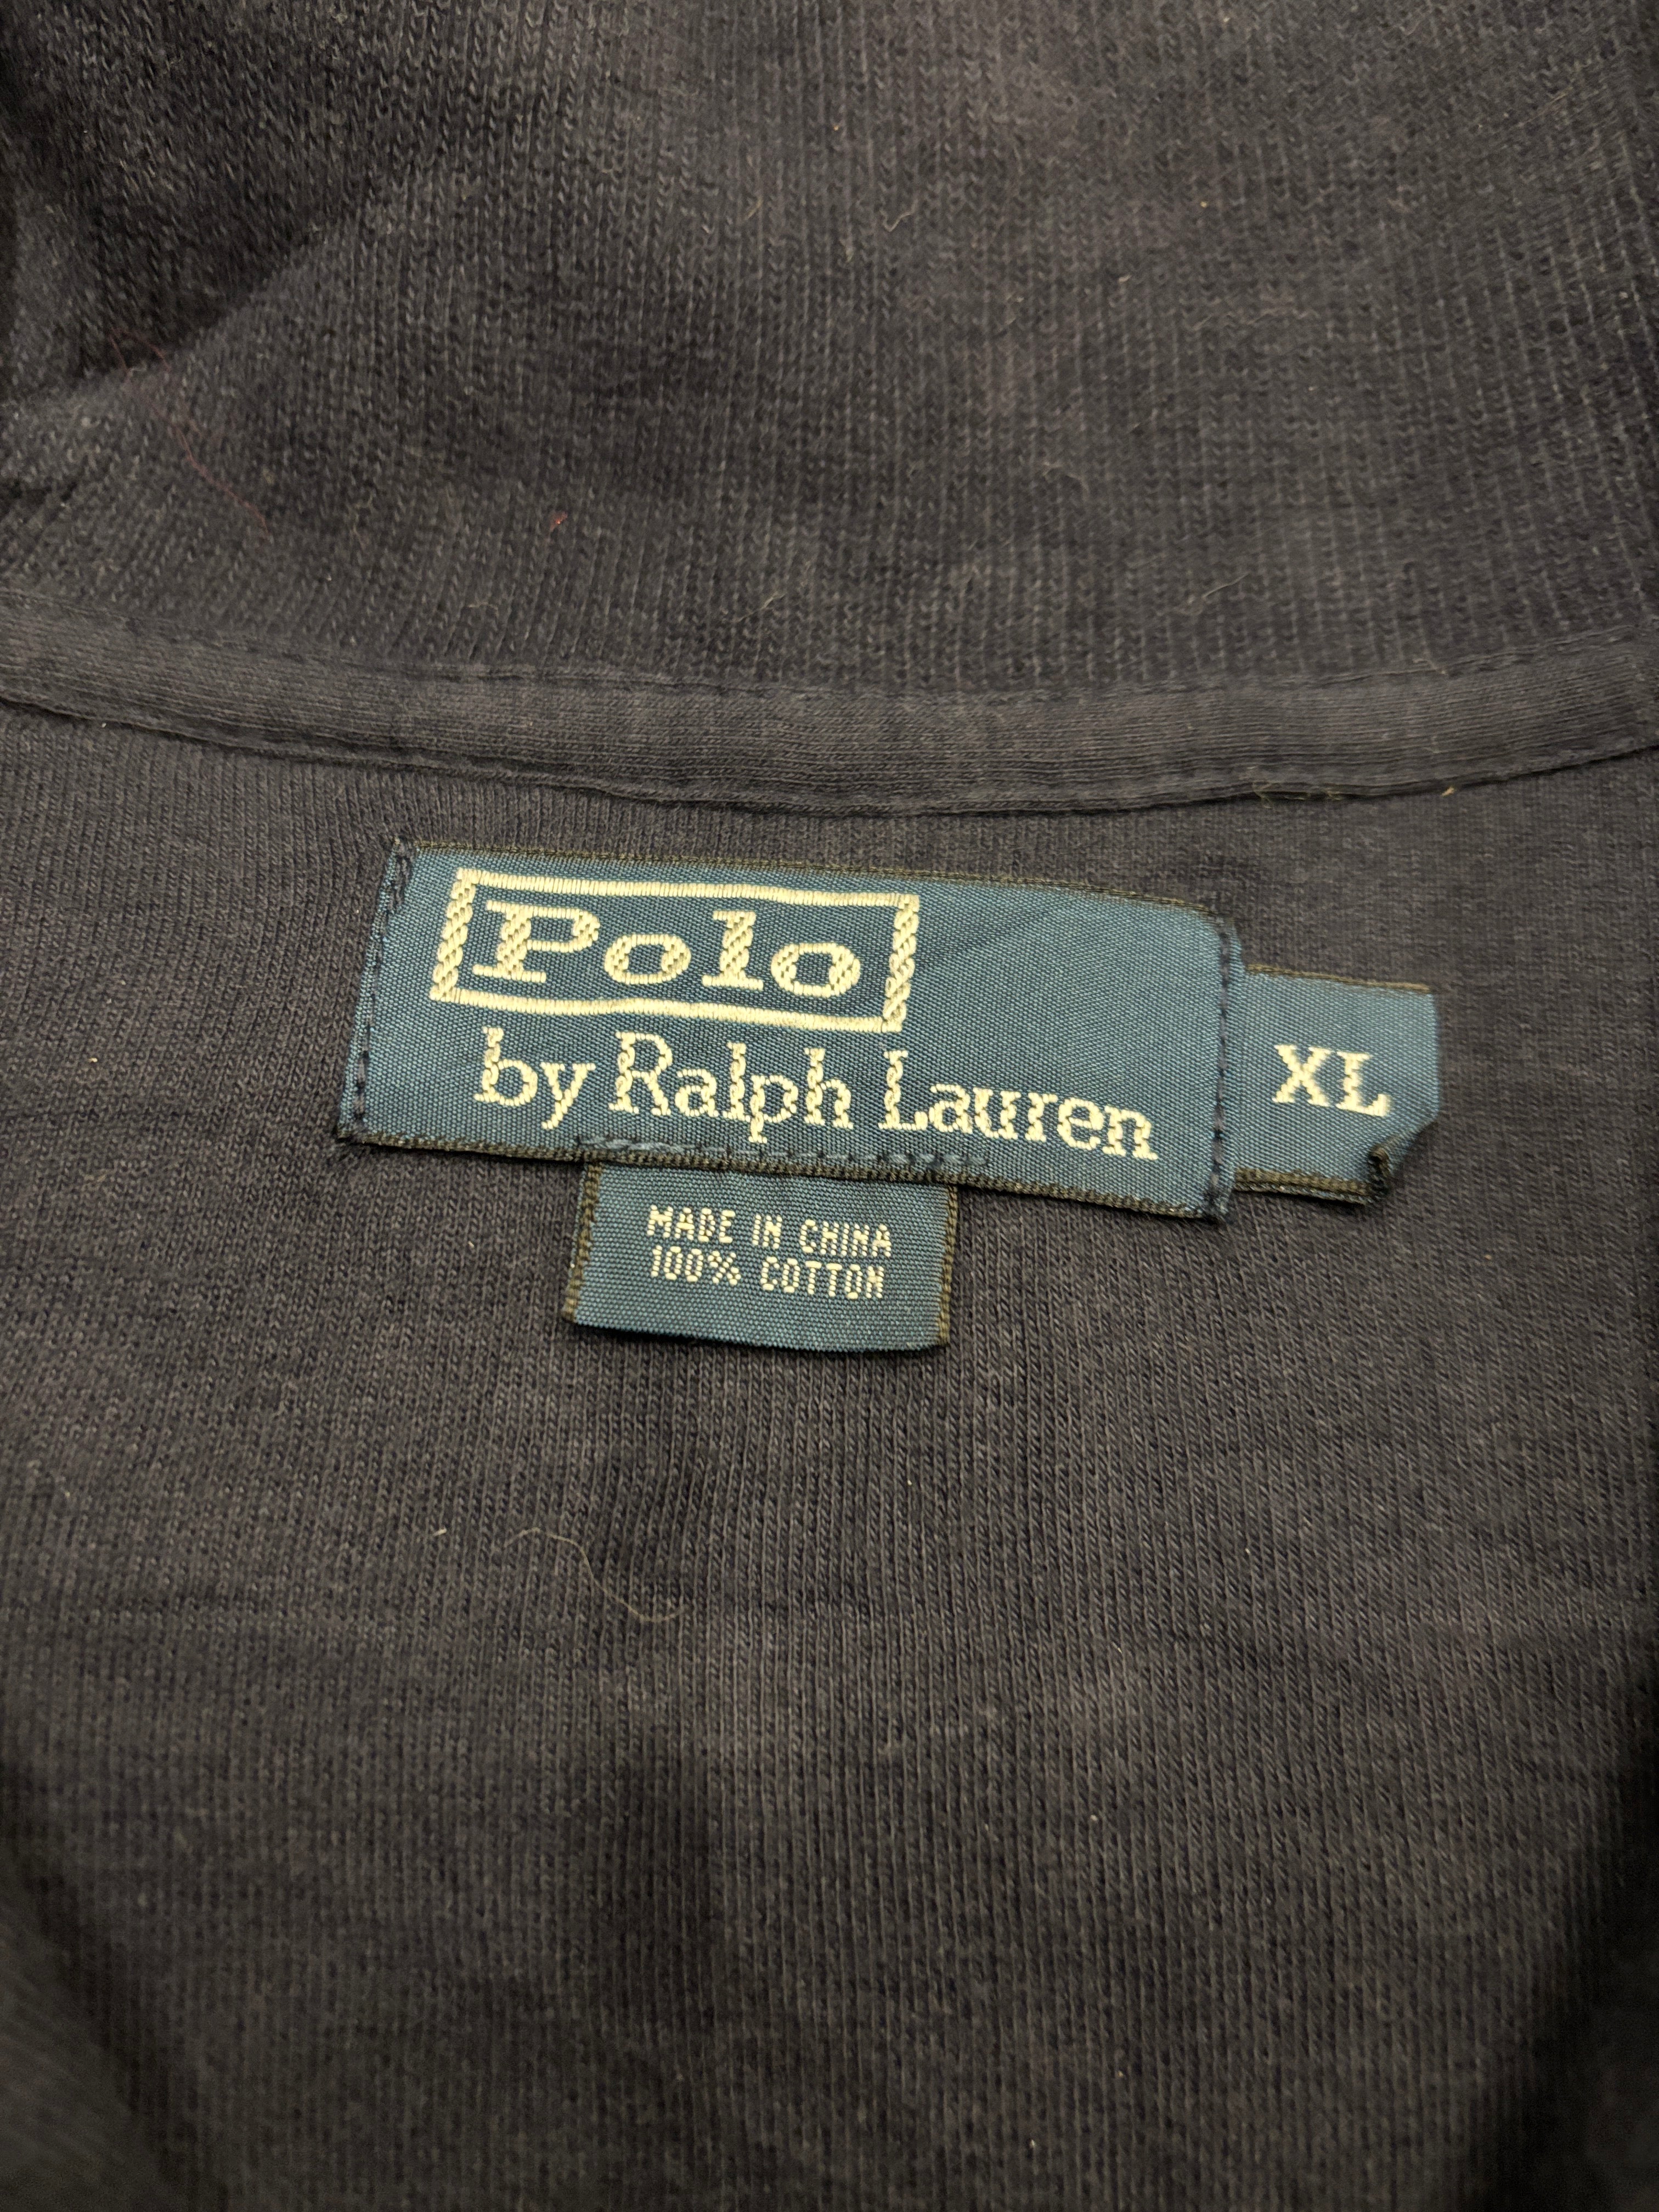 Polo
by Ralph Lauren
XL
MADE IN CHINA
100% COTTON